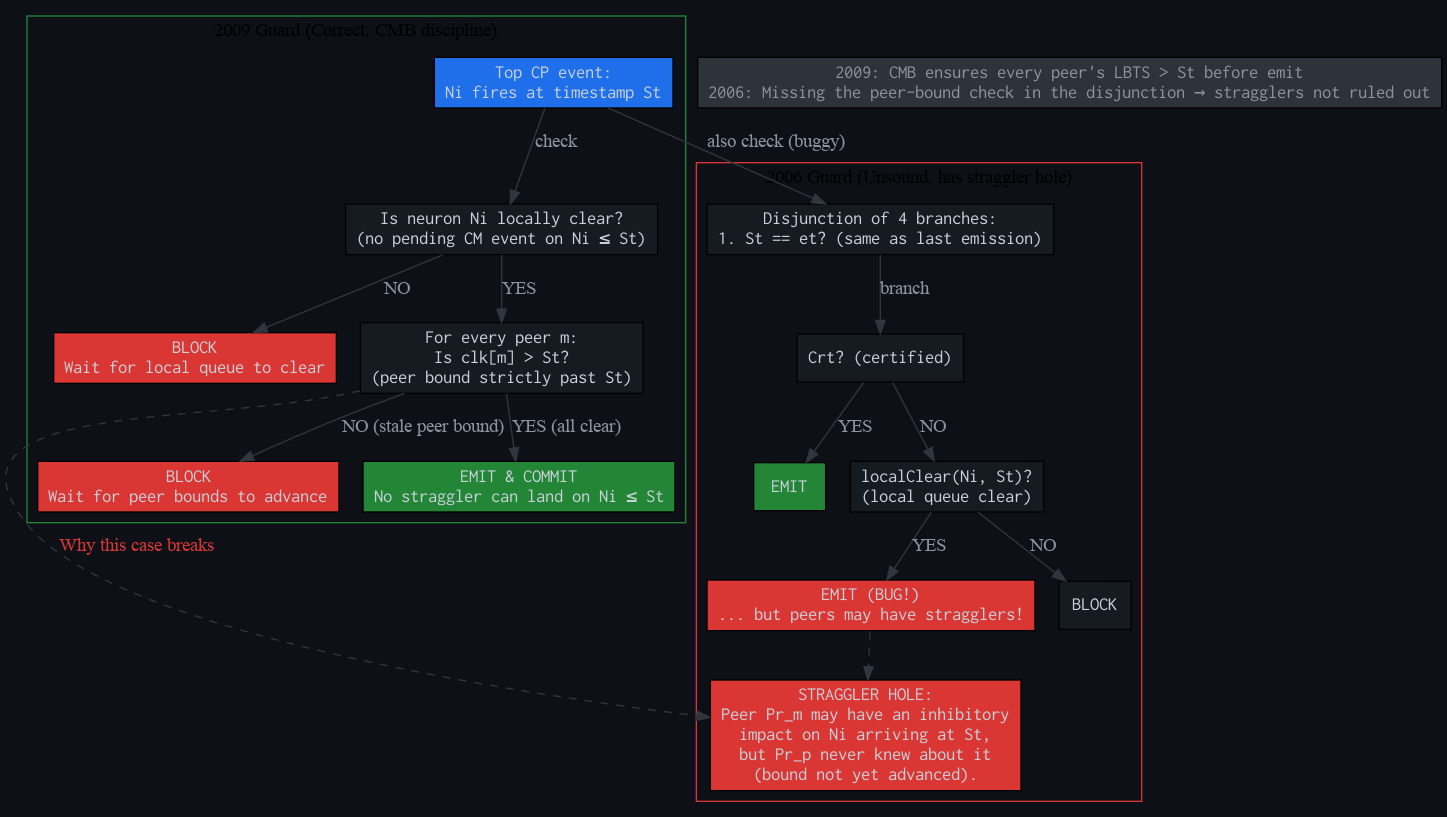 2009 Guard (Correct, CMB discipline)
Top CP event:
Ni fires at timestamp St
2009: CMB ensures every peer's LBTS > St before emit
2006: Missing the peer-bound check in the disjunction → stragglers not ruled out
check
also check (buggy)
2006 Guard (Unsound, has straggler hole)
Is neuron Ni locally clear?
(no pending CM event on Ni ≤ St)
Disjunction of 4 branches:
1. St == et? (same as last emission)
NO
YES
branch
BLOCK
Wait for local queue to clear
For every peer m:
Is clk[m] > St?
(peer bound strictly past St)
Crt? (certified)
NO (stale peer bound)
YES (all clear)
YES
NO
BLOCK
Wait for peer bounds to advance
EMIT & COMMIT
No straggler can land on Ni ≤ St
EMIT
localClear(Ni, St)?
(local queue clear)
Why this case breaks
YES
NO
EMIT (BUG!)
... but peers may have stragglers!
BLOCK
STRAGGLER HOLE:
Peer Pr_m may have an inhibitory
impact on Ni arriving at St,
but Pr_p never knew about it
(bound not yet advanced).